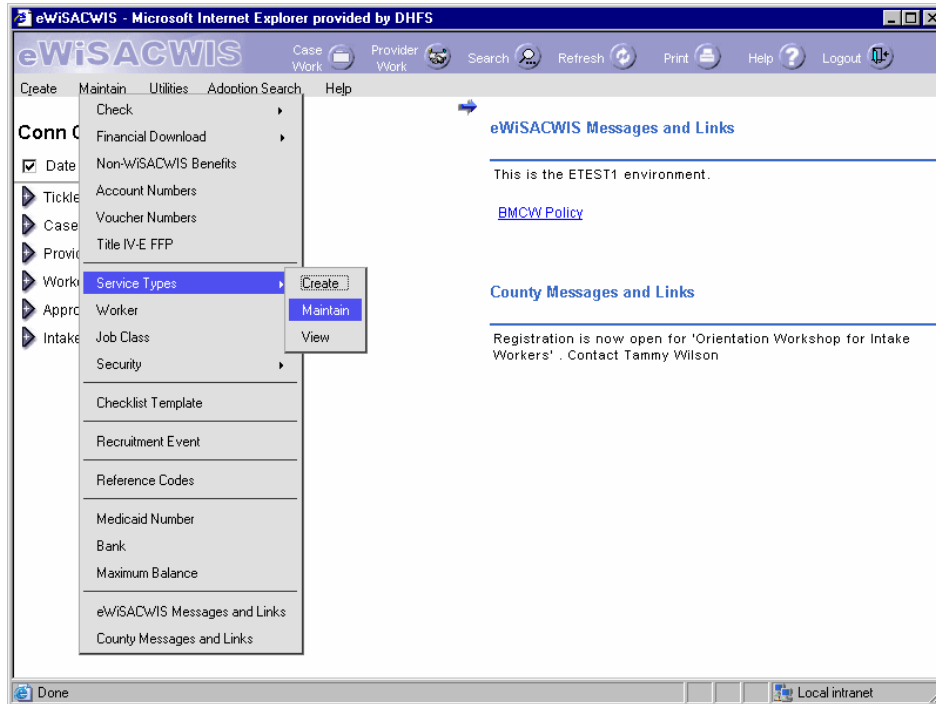 eWiSACWIS - Microsoft Internet Explorer provided by DHFS
eWiSACWIS
Case Work
Provider Work
Search
Refresh
Print
Help
Logout
Create Maintain Utilities Adoption Search Help
Conn
Date
Tickle
Case
Provid
Worke
Appro
Intake
Check
Financial Download
Non-WiSACWIS Benefits
Account Numbers
Voucher Numbers
Title IV-E FFP
Service Types
Worker
Job Class
Security
Checklist Template
Recruitment Event
Reference Codes
Medicaid Number
Bank
Maximum Balance
eWiSACWIS Messages and Links
County Messages and Links
Create
Maintain
View
eWiSACWIS Messages and Links
This is the ETEST1 environment.
BMCW Policy
County Messages and Links
Registration is now open for 'Orientation Workshop for Intake
Workers' . Contact Tammy Wilson
Done
Local intranet